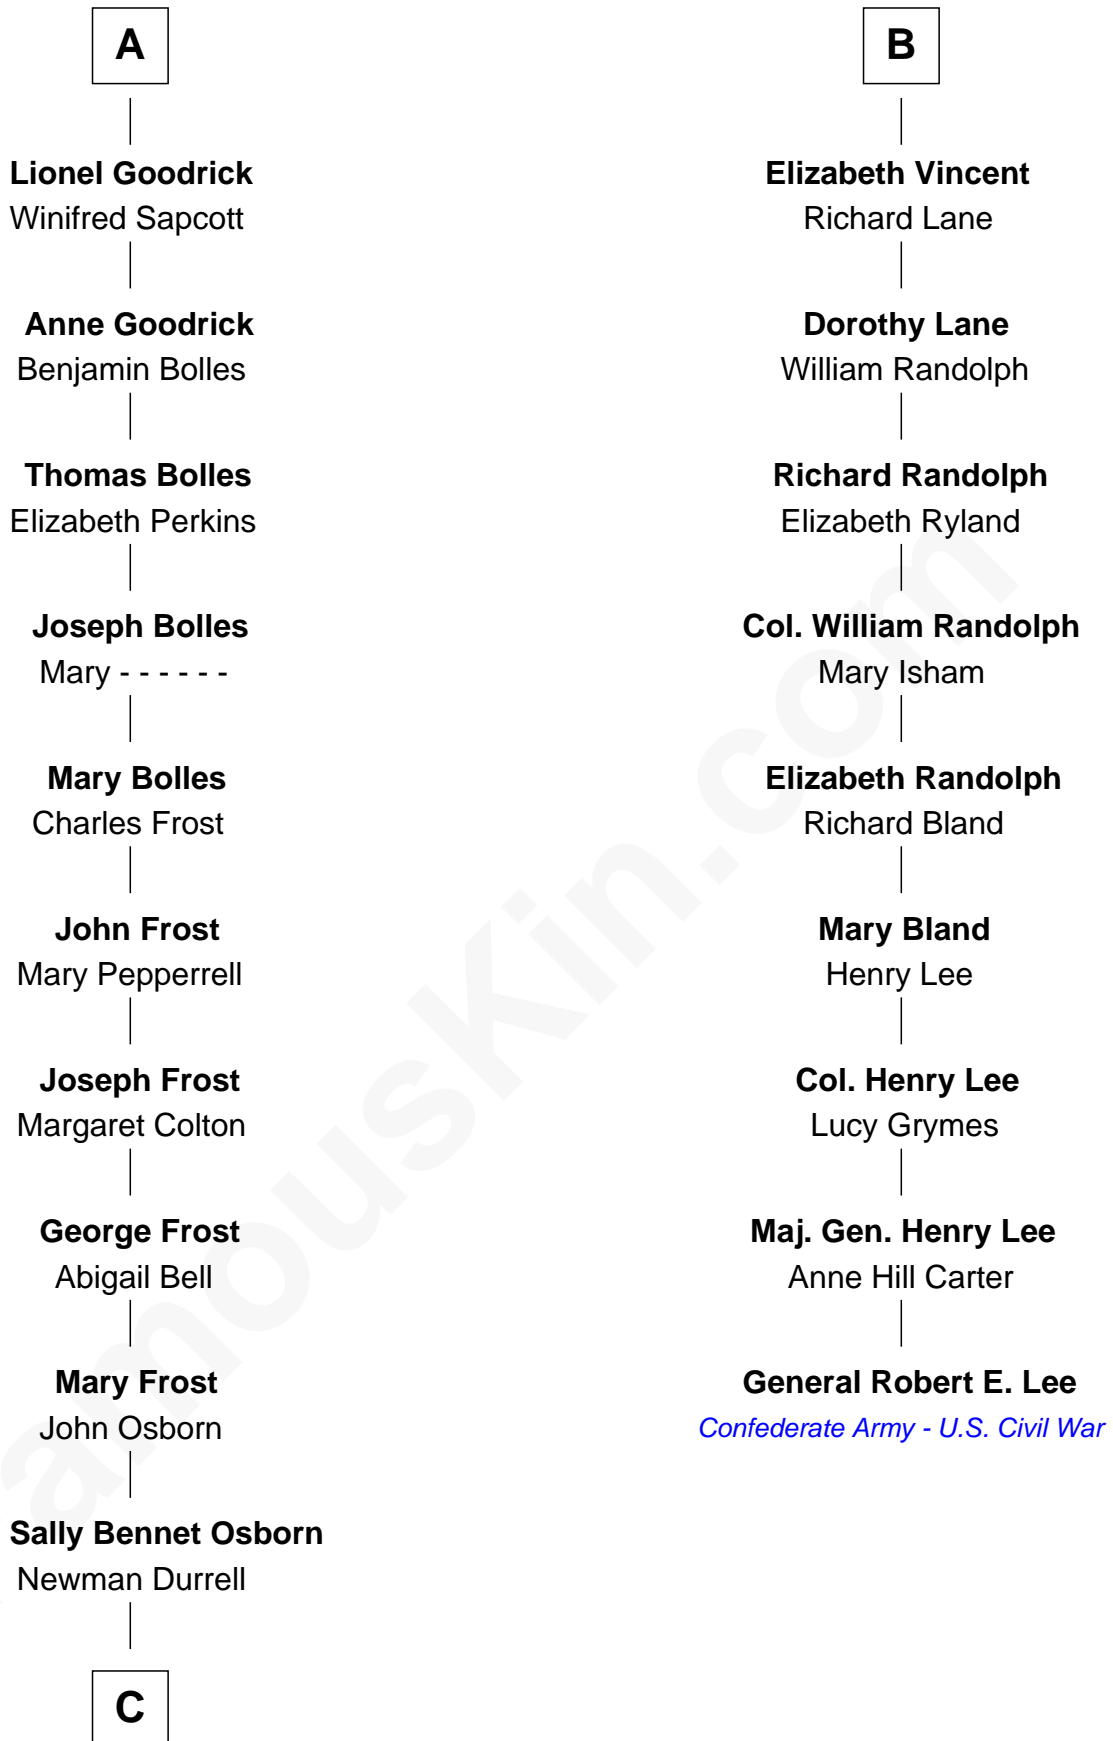 A
Lionel Goodrick
Winifred Sapcott
Anne Goodrick
Benjamin Bolles
Thomas Bolles
Elizabeth Perkins
Joseph Bolles
Mary - - - - - -
Mary Bolles
Charles Frost
John Frost
Mary Pepperrell
Joseph Frost
Margaret Colton
George Frost
Abigail Bell
Mary Frost
John Osborn
Sally Bennet Osborn
Newman Durrell
C
B
Elizabeth Vincent
Richard Lane
Dorothy Lane
William Randolph
Richard Randolph
Elizabeth Ryland
Col. William Randolph
Mary Isham
Elizabeth Randolph
Richard Bland
Mary Bland
Henry Lee
Col. Henry Lee
Lucy Grymes
Maj. Gen. Henry Lee
Anne Hill Carter
General Robert E. Lee
Confederate Army - U.S. Civil War
amouskin.com